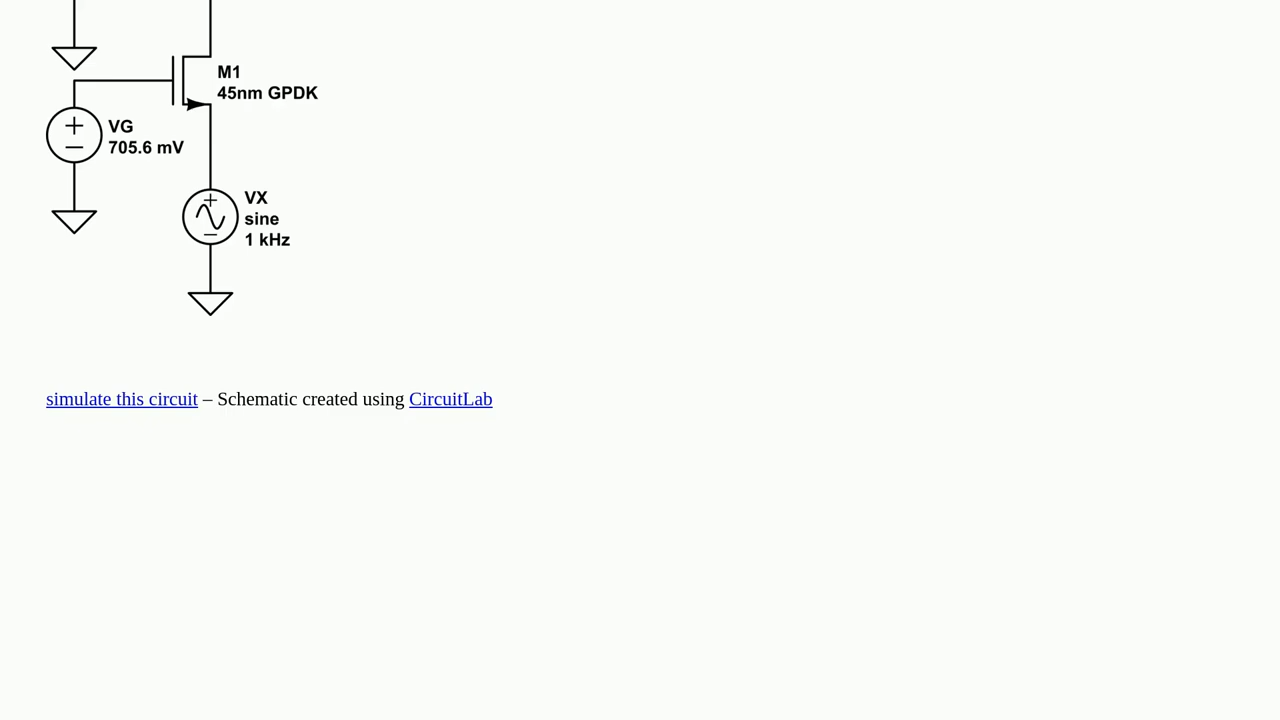 M1
45nm GPDK
VG
705.6 mV
VX
sine
1 kHz
simulate this circuit – Schematic created using CircuitLab